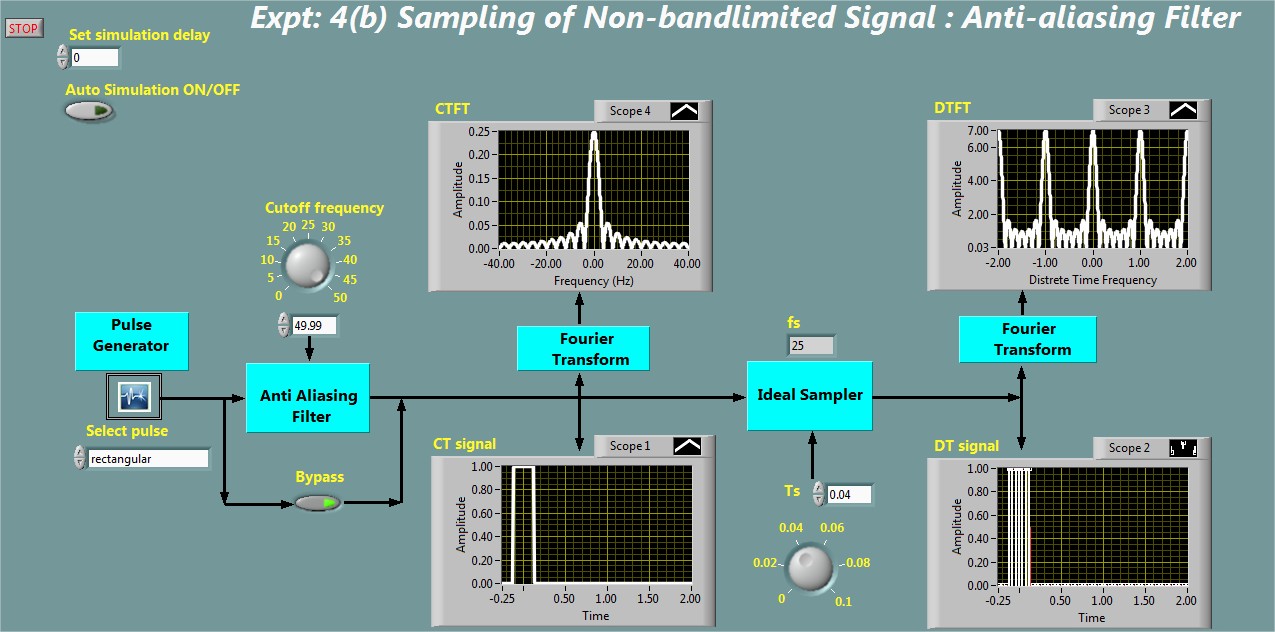 Expt: 4(b) Sampling of Non-bandlimited Signal : Anti-aliasing Filter
STOP
Set simulation delay
0
Auto Simulation ON/OFF
CTFT
Scope 4
0.25
0.20
0.15
0.10
0.05
0.00
Amplitude
-40.00 -20.00 0.00 20.00 40.00
Frequency (Hz)
DTFT
Scope 3
7.00
6.00
4.00
2.00
0.03
Amplitude
-2.00 -1.00 0.00 1.00 2.00
Distrete Time Frequency
Cutoff frequency
0 5 10 15 20 25 30 35 40 45 50
49.99
Pulse
Generator
Select pulse
rectangular
Anti Aliasing
Filter
Bypass
Fourier
Transform
fs
25
Ideal Sampler
Fourier
Transform
CT signal
Scope 1
1.00
0.80
0.60
0.40
0.20
0.00
Amplitude
-0.25 0.50 1.00 1.50 2.00
Time
Ts
0.04
0 0.02 0.04 0.06 0.08 0.1
DT signal
Scope 2
1.00
0.80
0.60
0.40
0.20
0.00
Amplitude
-0.25 0.50 1.00 1.50 2.00
Time